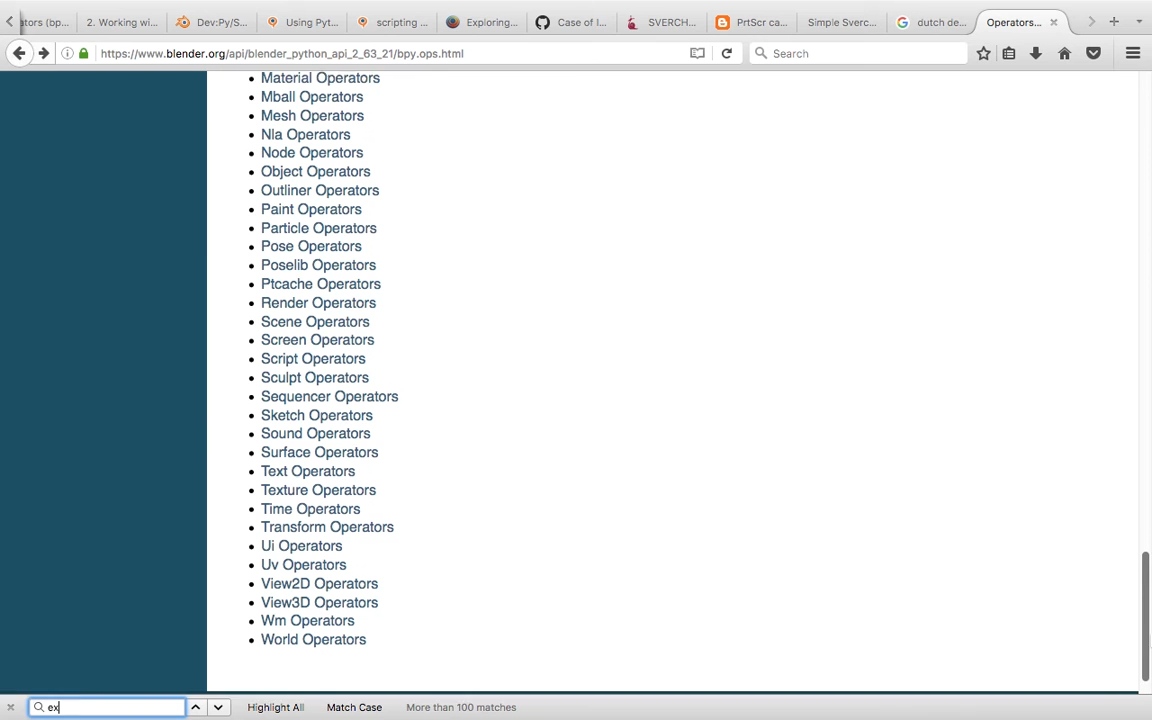 ators (bp... 2. Working wi... Dev:Py/S... Using Pyt... scripting ... Exploring... Case of I... SVERCH... PrtScr ca... Simple Sverc... dutch de... Operators...
https://www.blender.org/api/blender_python_api_2_63_21/bpy.ops.html Search
Material Operators
Mball Operators
Mesh Operators
Nla Operators
Node Operators
Object Operators
Outliner Operators
Paint Operators
Particle Operators
Pose Operators
Poselib Operators
Ptcache Operators
Render Operators
Scene Operators
Screen Operators
Script Operators
Sculpt Operators
Sequencer Operators
Sketch Operators
Sound Operators
Surface Operators
Text Operators
Texture Operators
Time Operators
Transform Operators
Ui Operators
Uv Operators
View2D Operators
View3D Operators
Wm Operators
World Operators
ex Highlight All Match Case More than 100 matches